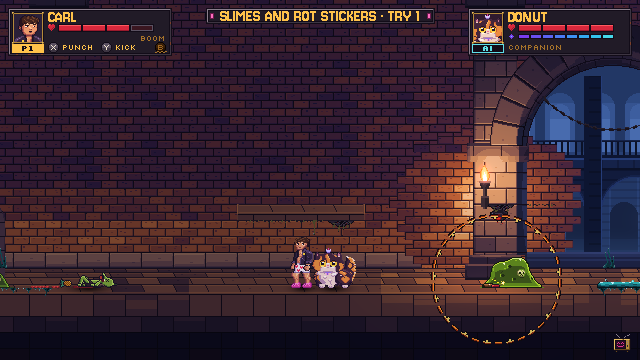 CARL
P1
BOOM
X PUNCH Y KICK B
SLIMES AND ROT STICKERS · TRY 1
DONUT
AI
COMPANION